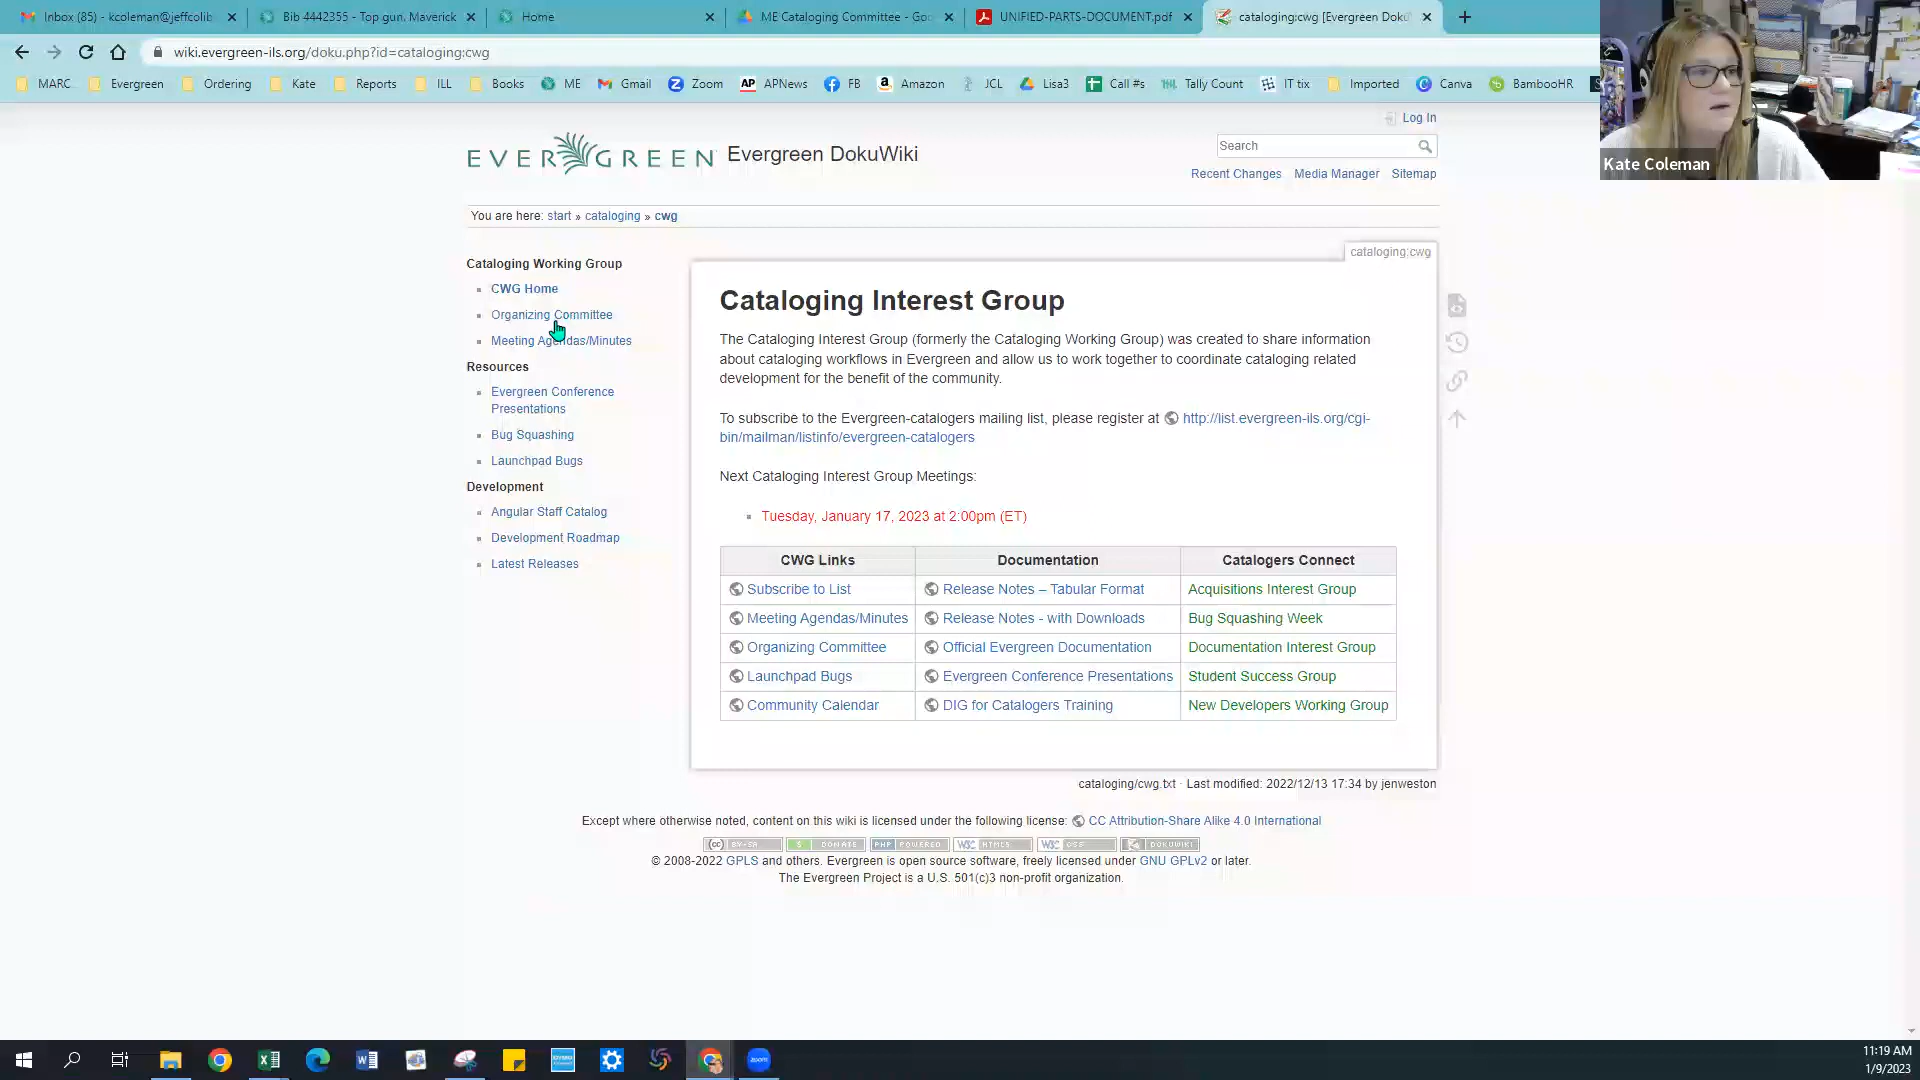 Inbox (85) - kcoleman@jeffcolib
Bib 4442355 - Top gun. Maverick
Home
ME Cataloging Committee - Goo
UNIFIED-PARTS-DOCUMENT.pdf
cataloging:cwg [Evergreen Doku
wiki.evergreen-ils.org/doku.php?id=cataloging:cwg
MARC Evergreen Ordering Kate Reports ILL Books ME Gmail Zoom APNews FB Amazon JCL Lisa3 Call #s Tally Count IT tix Imported Canva BambooHR
Log In
EVERGREEN Evergreen DokuWiki
Search
Recent Changes Media Manager Sitemap
Kate Coleman
You are here: start » cataloging » cwg
cataloging:cwg
Cataloging Working Group
CWG Home
Organizing Committee
Meeting Agendas/Minutes
Resources
Evergreen Conference
Presentations
Bug Squashing
Launchpad Bugs
Development
Angular Staff Catalog
Development Roadmap
Latest Releases
Cataloging Interest Group
The Cataloging Interest Group (formerly the Cataloging Working Group) was created to share information
about cataloging workflows in Evergreen and allow us to work together to coordinate cataloging related
development for the benefit of the community.
To subscribe to the Evergreen-catalogers mailing list, please register at http://list.evergreen-ils.org/cgi-
bin/mailman/listinfo/evergreen-catalogers
Next Cataloging Interest Group Meetings:
Tuesday, January 17, 2023 at 2:00pm (ET)
CWG Links Documentation Catalogers Connect
Subscribe to List Release Notes – Tabular Format Acquisitions Interest Group
Meeting Agendas/Minutes Release Notes - with Downloads Bug Squashing Week
Organizing Committee Official Evergreen Documentation Documentation Interest Group
Launchpad Bugs Evergreen Conference Presentations Student Success Group
Community Calendar DIG for Catalogers Training New Developers Working Group
cataloging/cwg.txt · Last modified: 2022/12/13 17:34 by jenweston
Except where otherwise noted, content on this wiki is licensed under the following license: CC Attribution-Share Alike 4.0 International
(cc) BY-SA $ DONATE PHP POWERED W3C HTML5 W3C CSS DOKUWIKI
© 2008-2022 GPLS and others. Evergreen is open source software, freely licensed under GNU GPLv2 or later.
The Evergreen Project is a U.S. 501(c)3 non-profit organization.
zoom
11:19 AM
1/9/2023